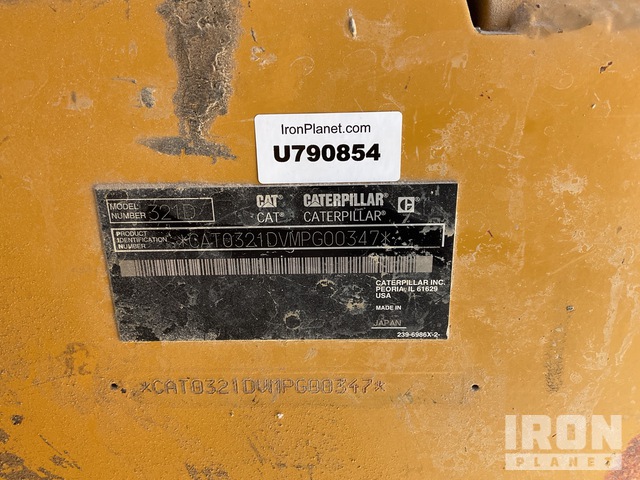 IronPlanet.com
U790854
MODEL NUMBER 321D
CAT CATERPILLAR C
CAT® CATERPILLAR®
PRODUCT IDENTIFICATION NUMBER *CAT0321DVMPG00347*
CATERPILLAR INC.
PEORIA, IL 61629
USA
MADE IN
JAPAN
239-6986X-2-
*CAT0321DVMPG00347*
IRON
PLANET